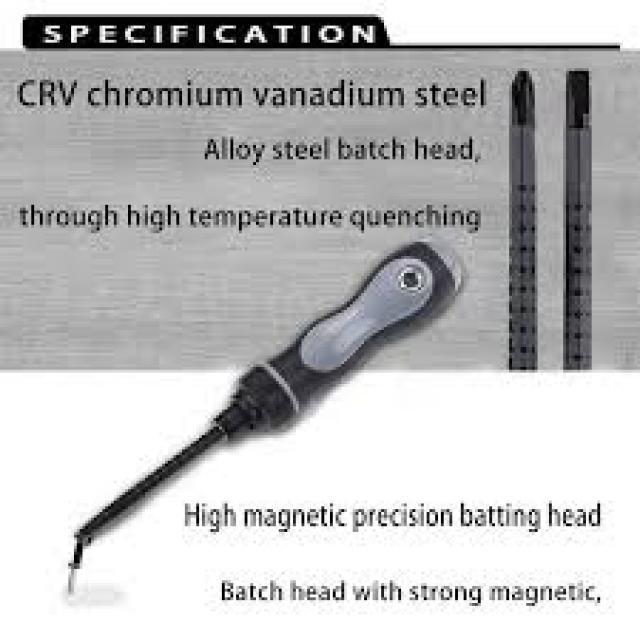 SPECIFICATION
CRV chromium vanadium steel
Alloy steel batch head,
through high temperature quenching
High magnetic precision batting head
Batch head with strong magnetic,